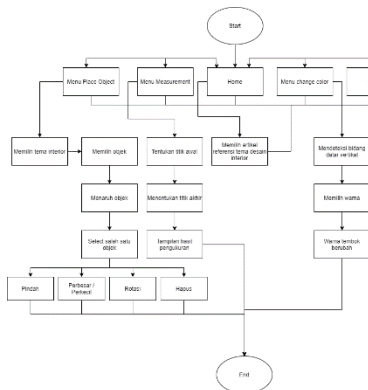 Start
Menu Place Object
Menu Measurement
Home
Menu change color
Memilih tema interior
Memilih objek
Tentukan titik awal
Memilih artikel
referensi tema desain
interior
Mendeteksi bidang
datar vertikal
Menaruh objek
Menentukan titik akhir
Memilih warna
Select salah satu
objek
Tampilan hasil
pengukuran
Warna tembok
berubah
Pindah
Perbesar /
Perkecil
Rotasi
Hapus
End